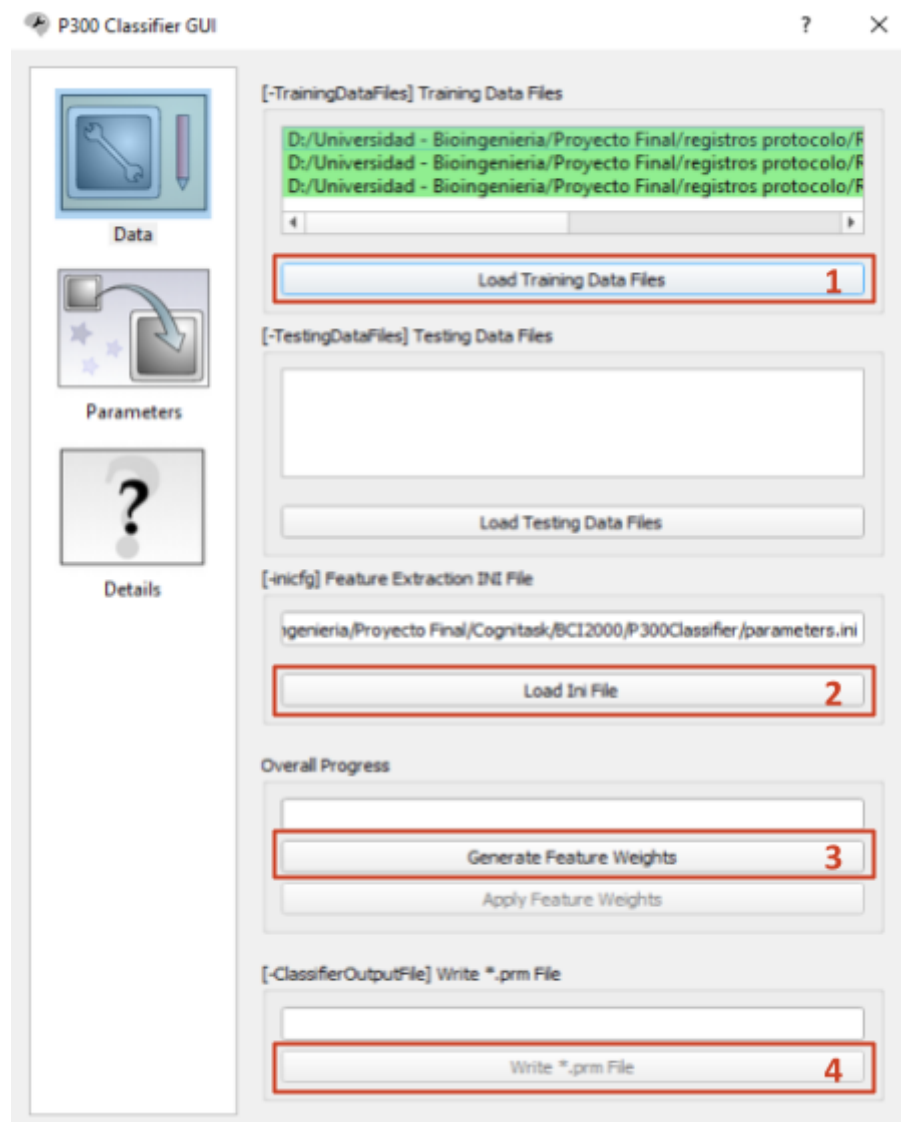 P300 Classifier GUI
?
[-TrainingDataFiles] Training Data Files
D:/Universidad - Bioingenieria/Proyecto Final/registros protocolo/R
D:/Universidad - Bioingenieria/Proyecto Final/registros protocolo/R
D:/Universidad - Bioingenieria/Proyecto Final/registros protocolo/R
Data
Load Training Data Files 1
[-TestingDataFiles] Testing Data Files
Parameters
Load Testing Data Files
?
Details
[-inicfg] Feature Extraction INI File
ngenieria/Proyecto Final/Cognitask/BCI2000/P300Classifier/parameters.ini
Load Ini File 2
Overall Progress
Generate Feature Weights 3
Apply Feature Weights
[-ClassifierOutputFile] Write *.prm File
Write *.prm File 4